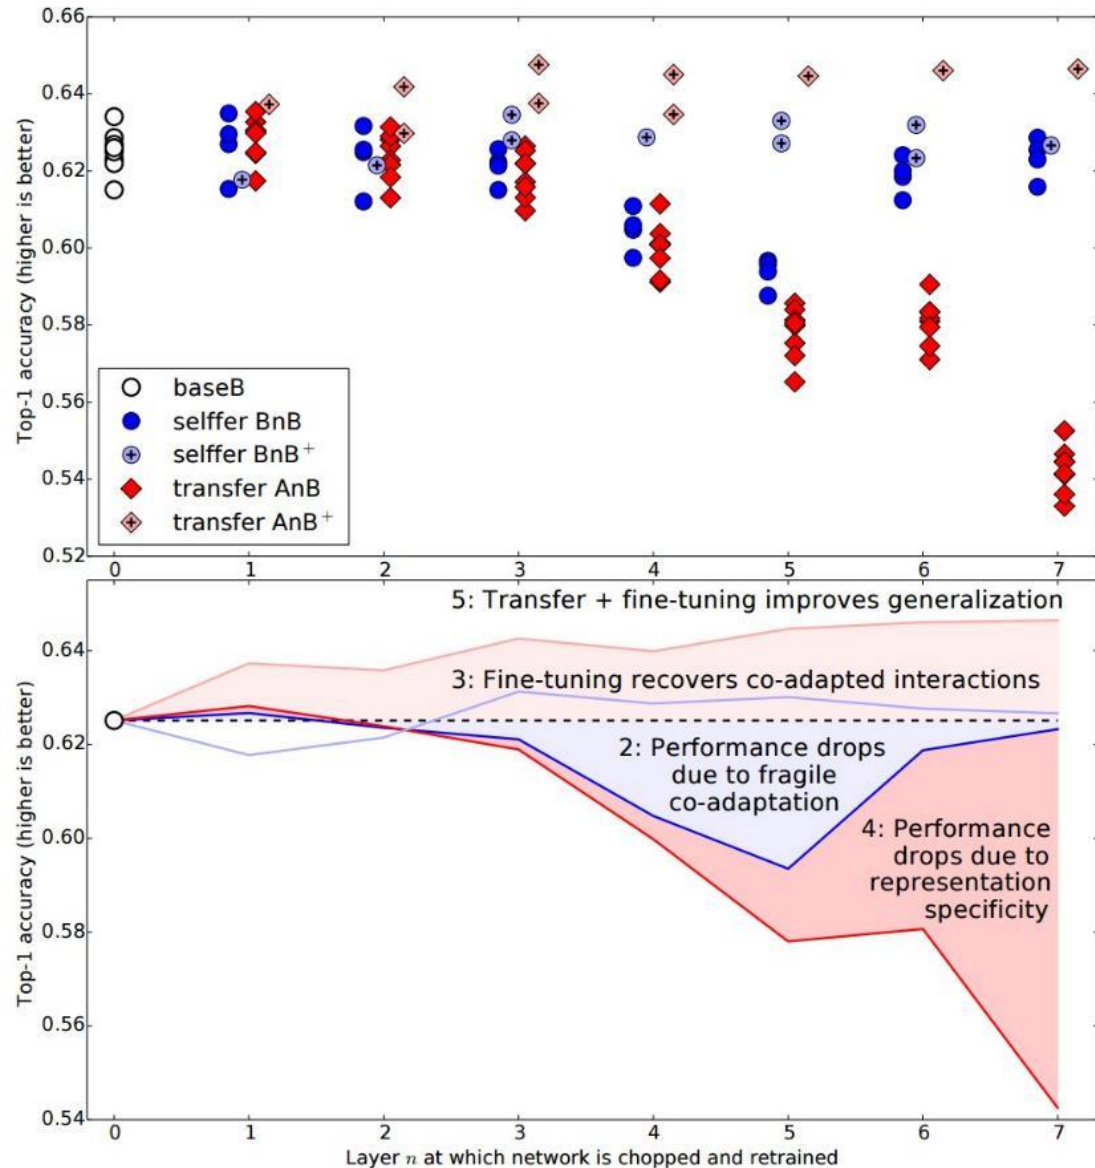 0.66
0.64
0.62
0.60
0.58
0.56
0.54
0.52
Top-1 accuracy (higher is better)
baseB
selffer BnB
selffer BnB⁺
transfer AnB
transfer AnB⁺
0 1 2 3 4 5 6 7
5: Transfer + fine-tuning improves generalization
0.64
3: Fine-tuning recovers co-adapted interactions
0.62
2: Performance drops
due to fragile
co-adaptation
0.60
4: Performance
drops due to
representation
specificity
0.58
0.56
0.54
Top-1 accuracy (higher is better)
0 1 2 3 4 5 6 7
Layer n at which network is chopped and retrained